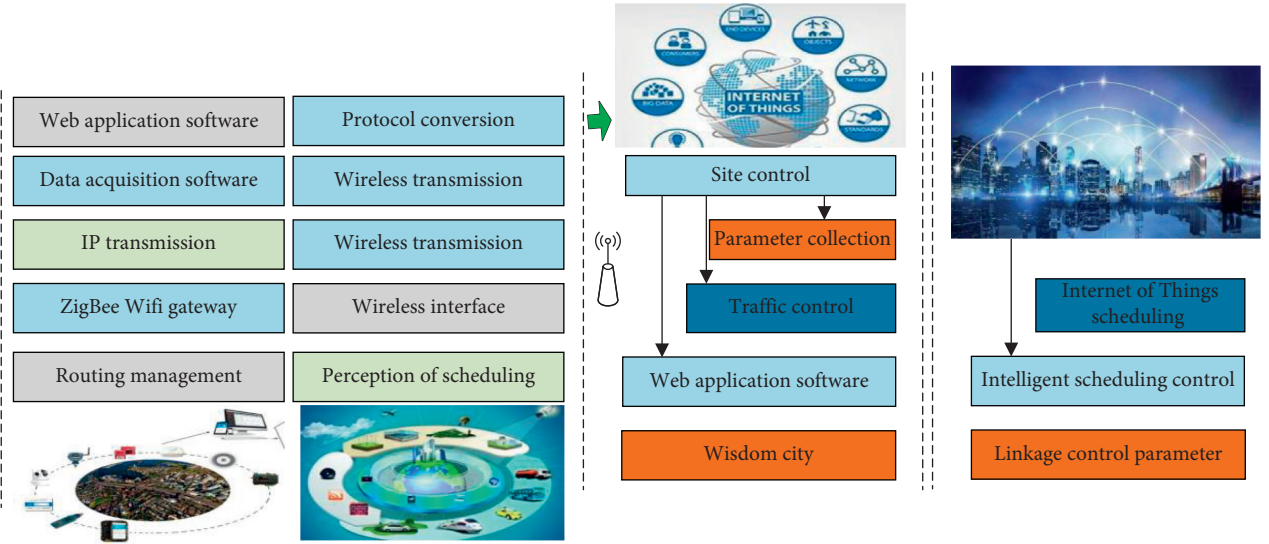 Web application software
Protocol conversion
Data acquisition software
Wireless transmission
IP transmission
Wireless transmission
ZigBee Wifi gateway
Wireless interface
Routing management
Perception of scheduling
END DEVICES
CONSUMERS
OBJECTS
NETWORK
BIG DATA
INTERNET
OF THINGS
STANDARDS
Site control
Parameter collection
Traffic control
Web application software
Wisdom city
Internet of Things
scheduling
Intelligent scheduling control
Linkage control parameter